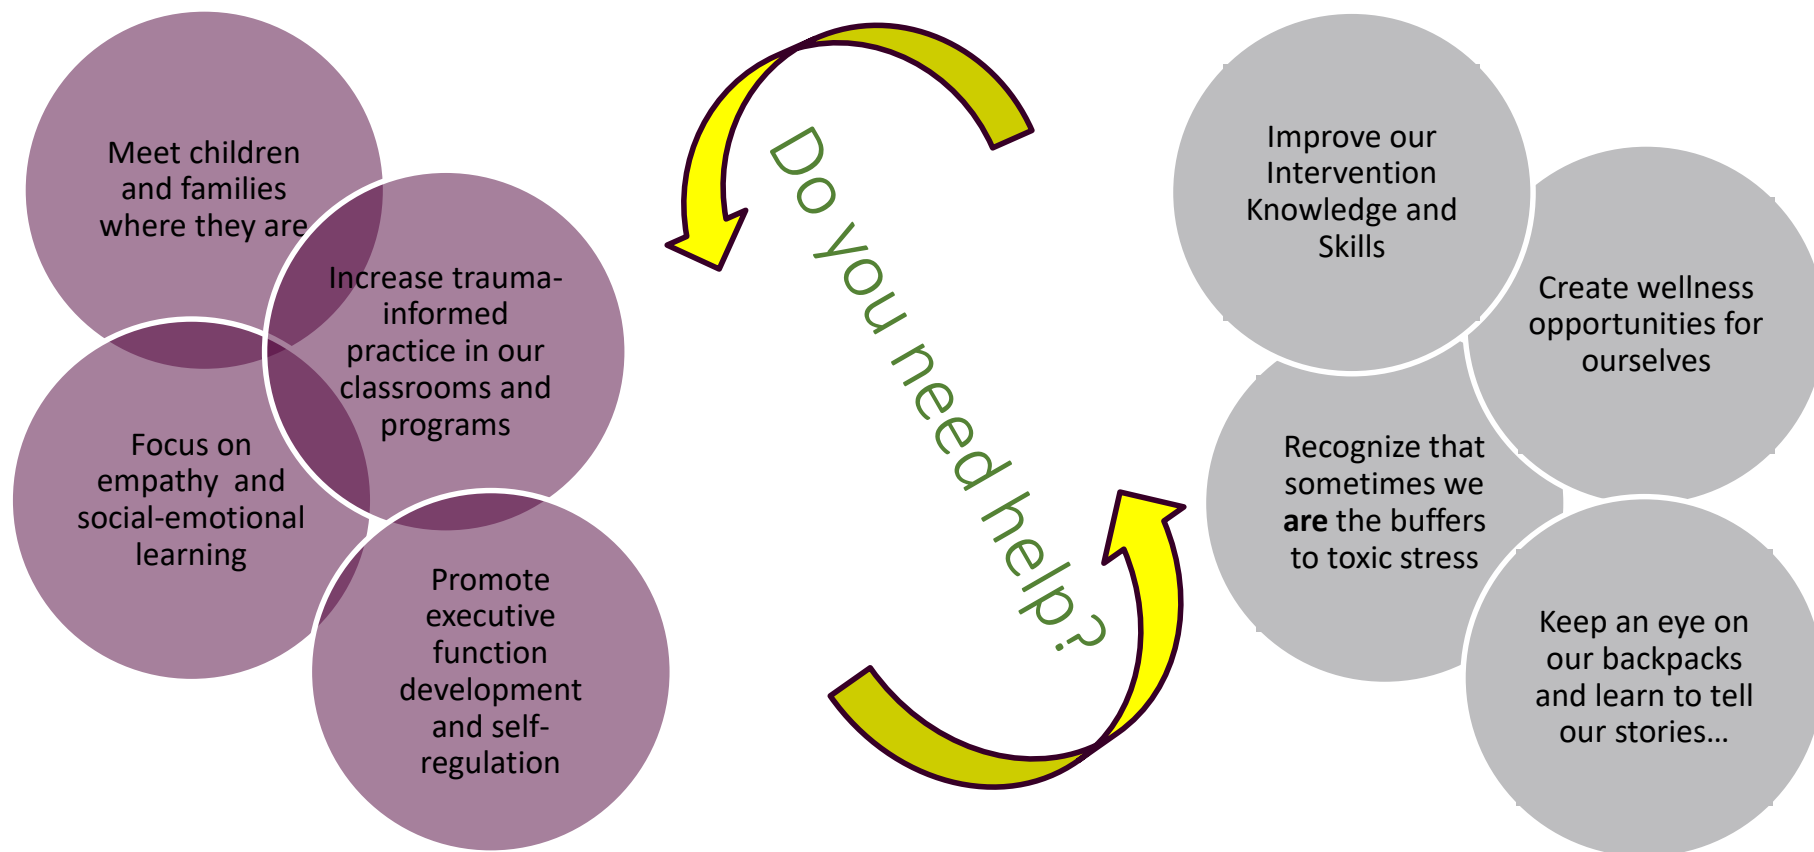 Meet children
and families
where they are
Increase trauma-
informed
practice in our
classrooms and
programs
Focus on
empathy  and
social-emotional
learning
Promote
executive
function
development
and self-
regulation
Do you need help?
Improve our
Intervention
Knowledge and
Skills
Create wellness
opportunities for
ourselves
Recognize that
sometimes we
are the buffers
to toxic stress
Keep an eye on
our backpacks
and learn to tell
our stories…